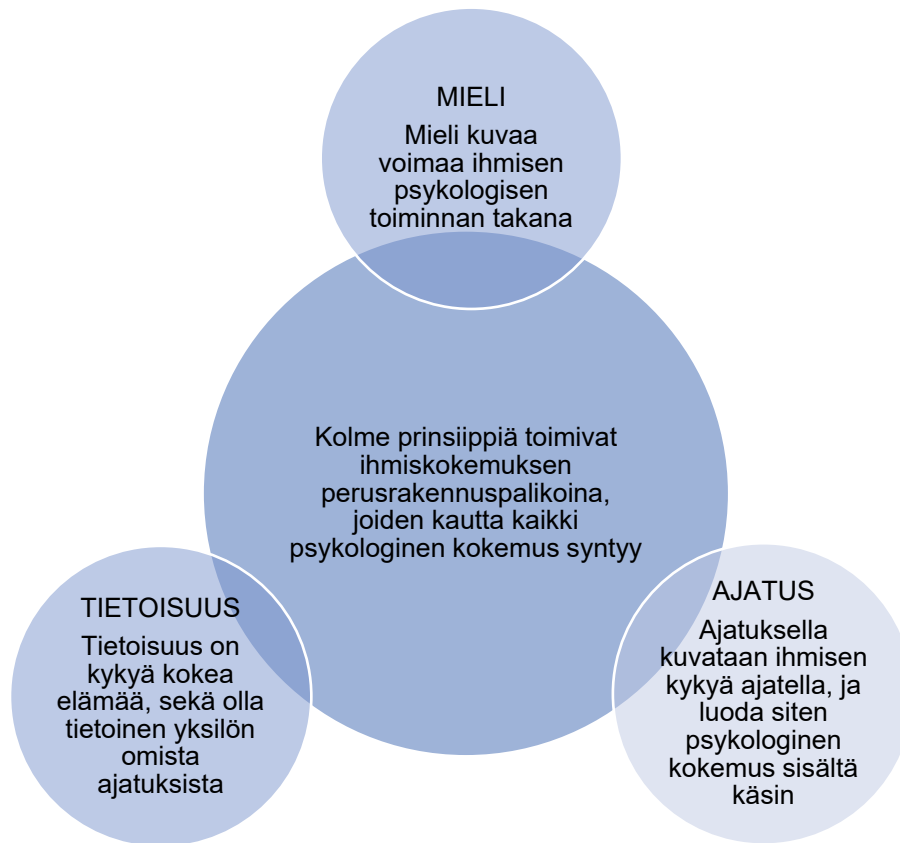 MIELI
Mieli kuvaa
voimaa ihmisen
psykologisen
toiminnan takana
Kolme prinsiippiä toimivat
ihmiskokemuksen
perusrakennuspalikoina,
joiden kautta kaikki
psykologinen kokemus syntyy
TIETOISUUS
Tietoisuus on
kykyä kokea
elämää, sekä olla
tietoinen yksilön
omista
ajatuksista
AJATUS
Ajatuksella
kuvataan ihmisen
kykyä ajatella, ja
luoda siten
psykologinen
kokemus sisältä
käsin